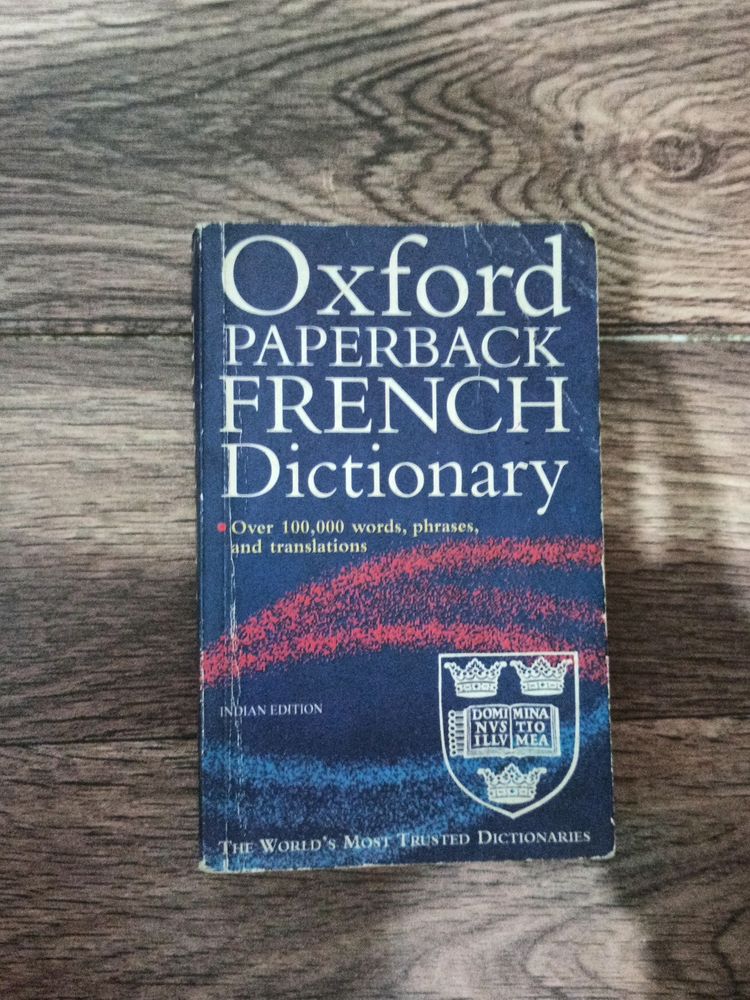 Oxford
PAPERBACK
FRENCH
Dictionary
Over 100,000 words, phrases,
and translations
INDIAN EDITION
DOMI MINA
NVS TIO
ILLV MEA
THE WORLD'S MOST TRUSTED DICTIONARIES